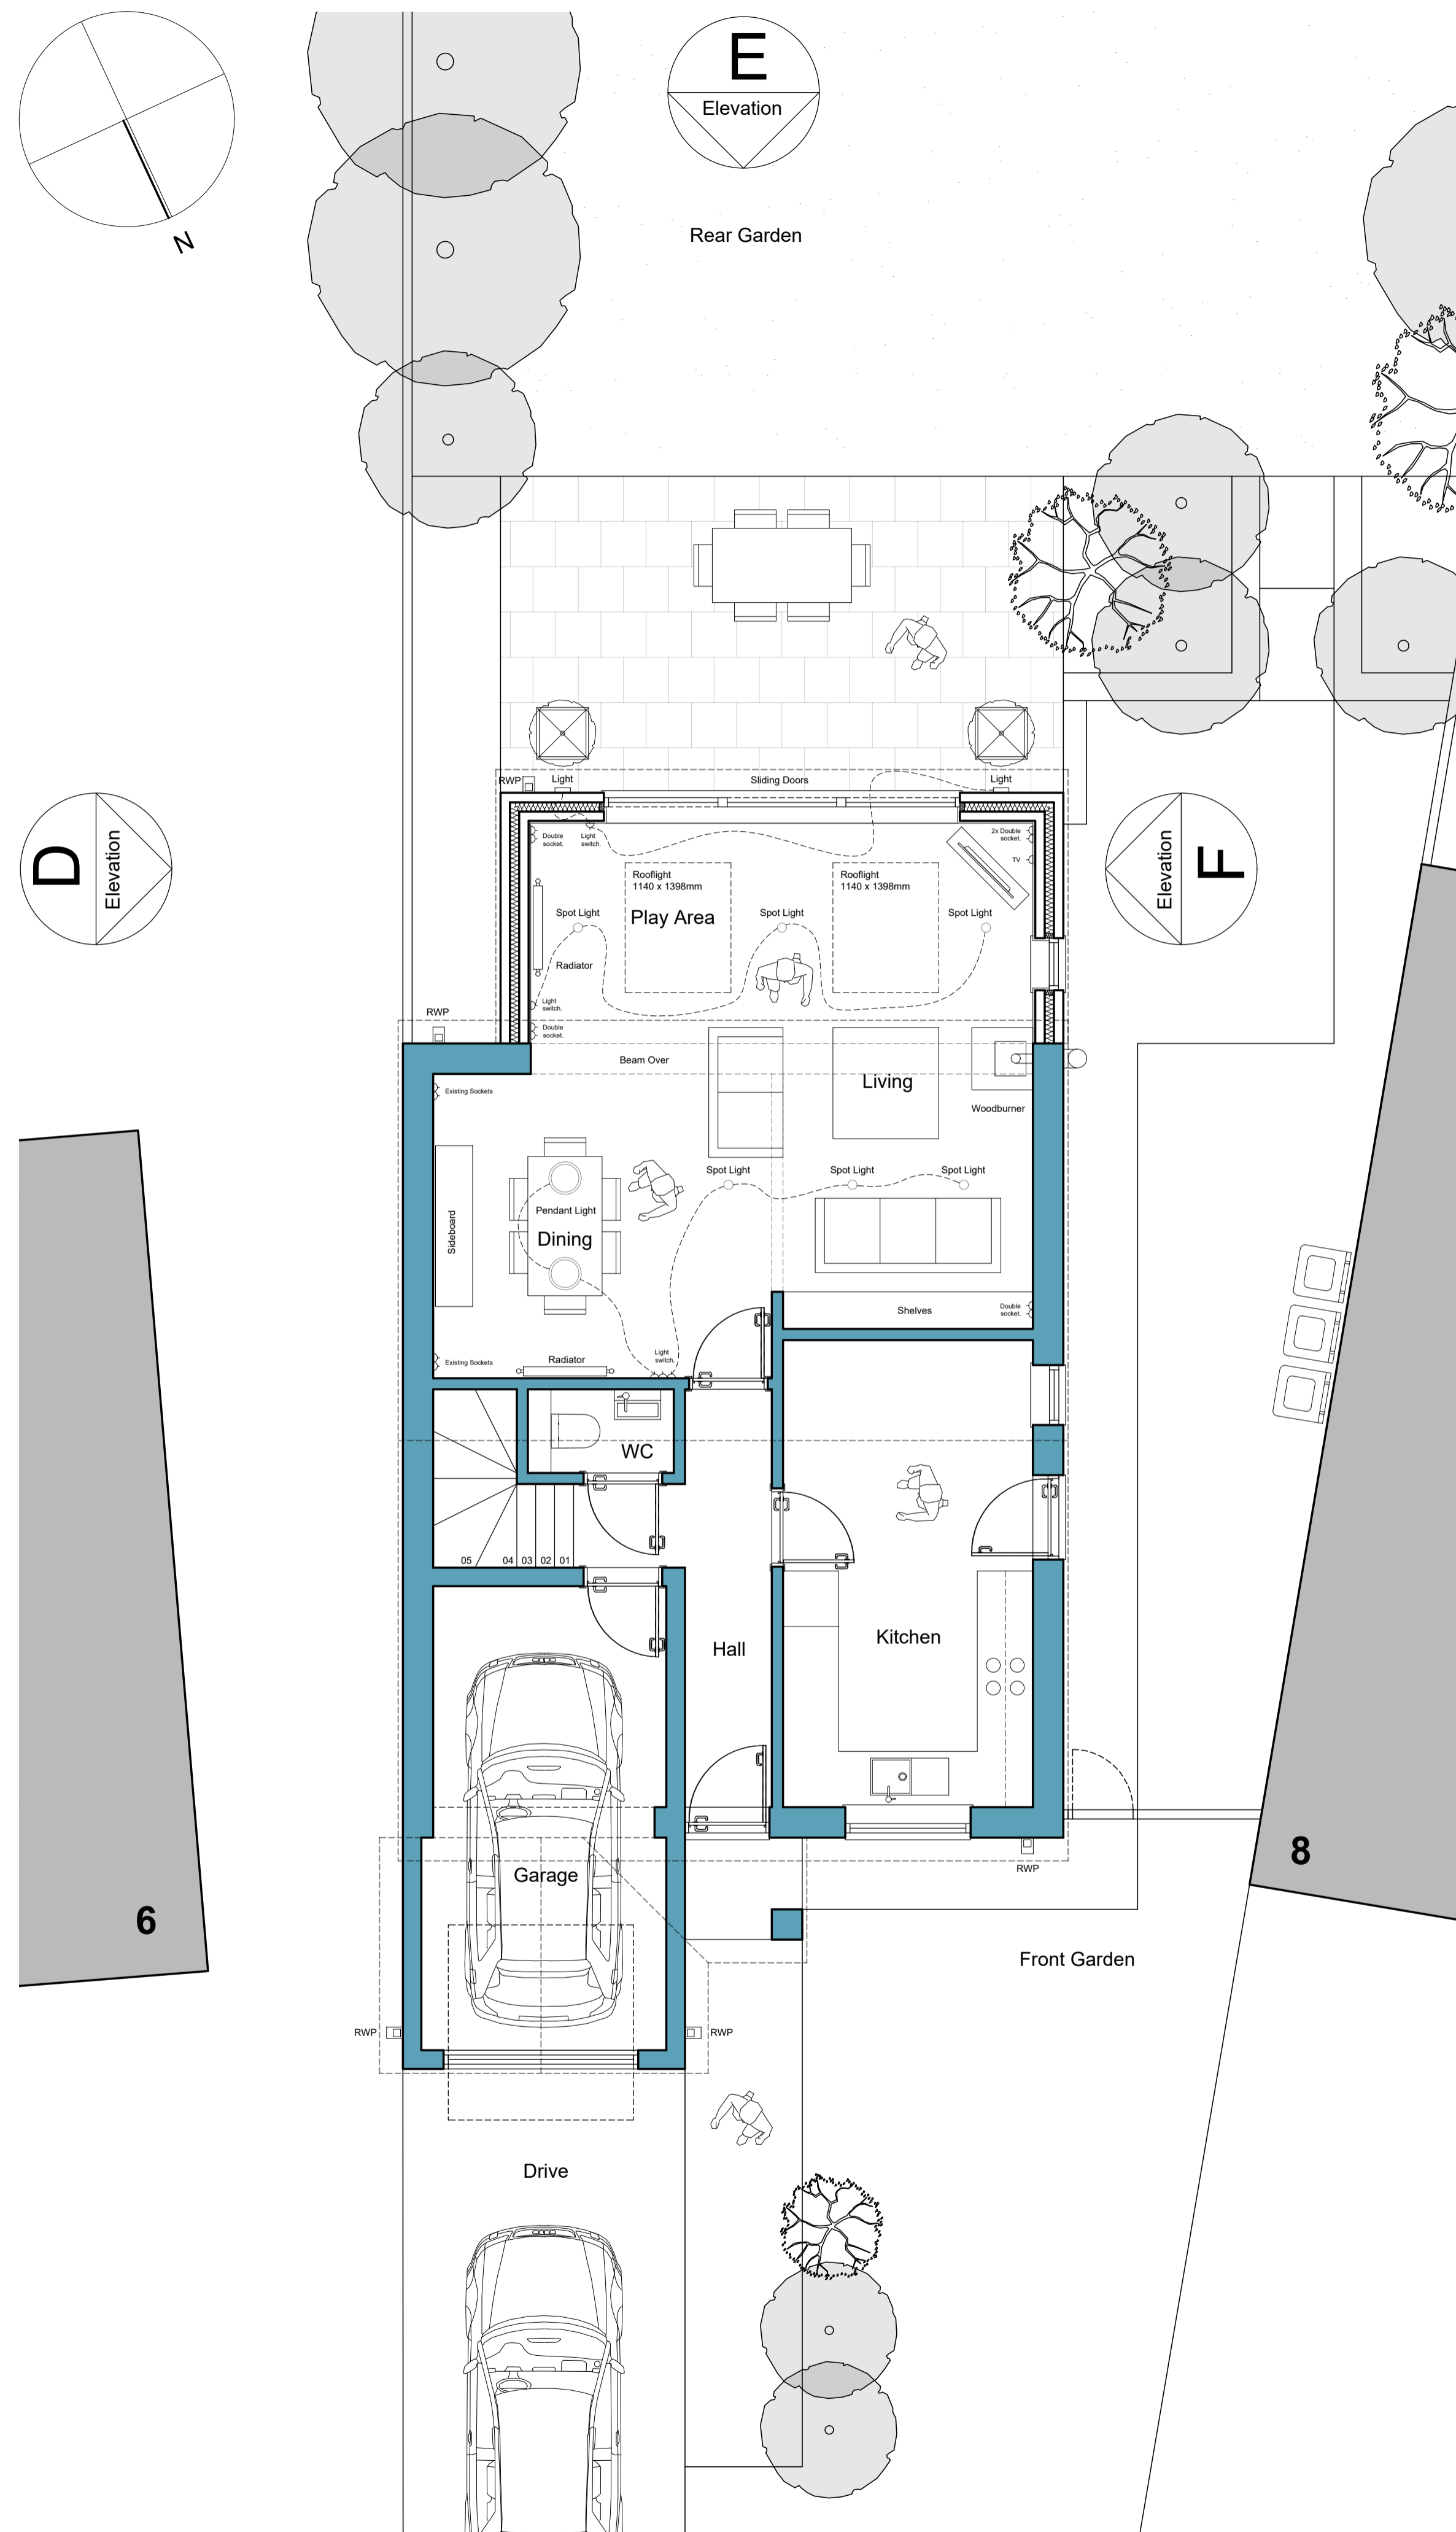 E
Elevation
N
Rear Garden
RWP
Light
Sliding Doors
Light
Double
socket.
Light
switch.
2x Double
socket.
TV
D
Elevation
Elevation
F
Rooflight
1140 x 1398mm
Rooflight
1140 x 1398mm
Spot Light
Play Area
Spot Light
Spot Light
Radiator
Light
switch.
RWP
Double
socket.
Beam Over
Living
Existing Sockets
Woodburner
Spot Light
Spot Light
Spot Light
Sideboard
Pendant Light
Dining
Shelves
Double
socket.
Existing Sockets
Radiator
Light
switch.
WC
05
04
03
02
01
Hall
Kitchen
Garage
8
RWP
6
Front Garden
RWP
RWP
Drive